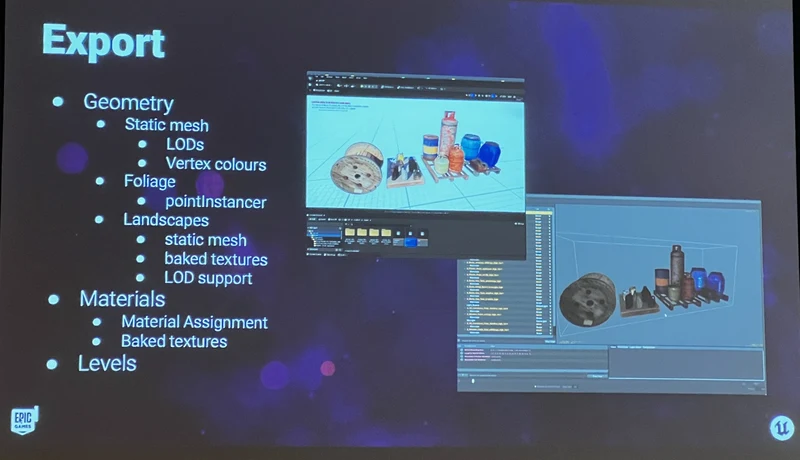 Export
Geometry
Static mesh
LODs
Vertex colours
Foliage
pointInstancer
Landscapes
static mesh
baked textures
LOD support
Materials
Material Assignment
Baked textures
Levels
EPIC
GAMES